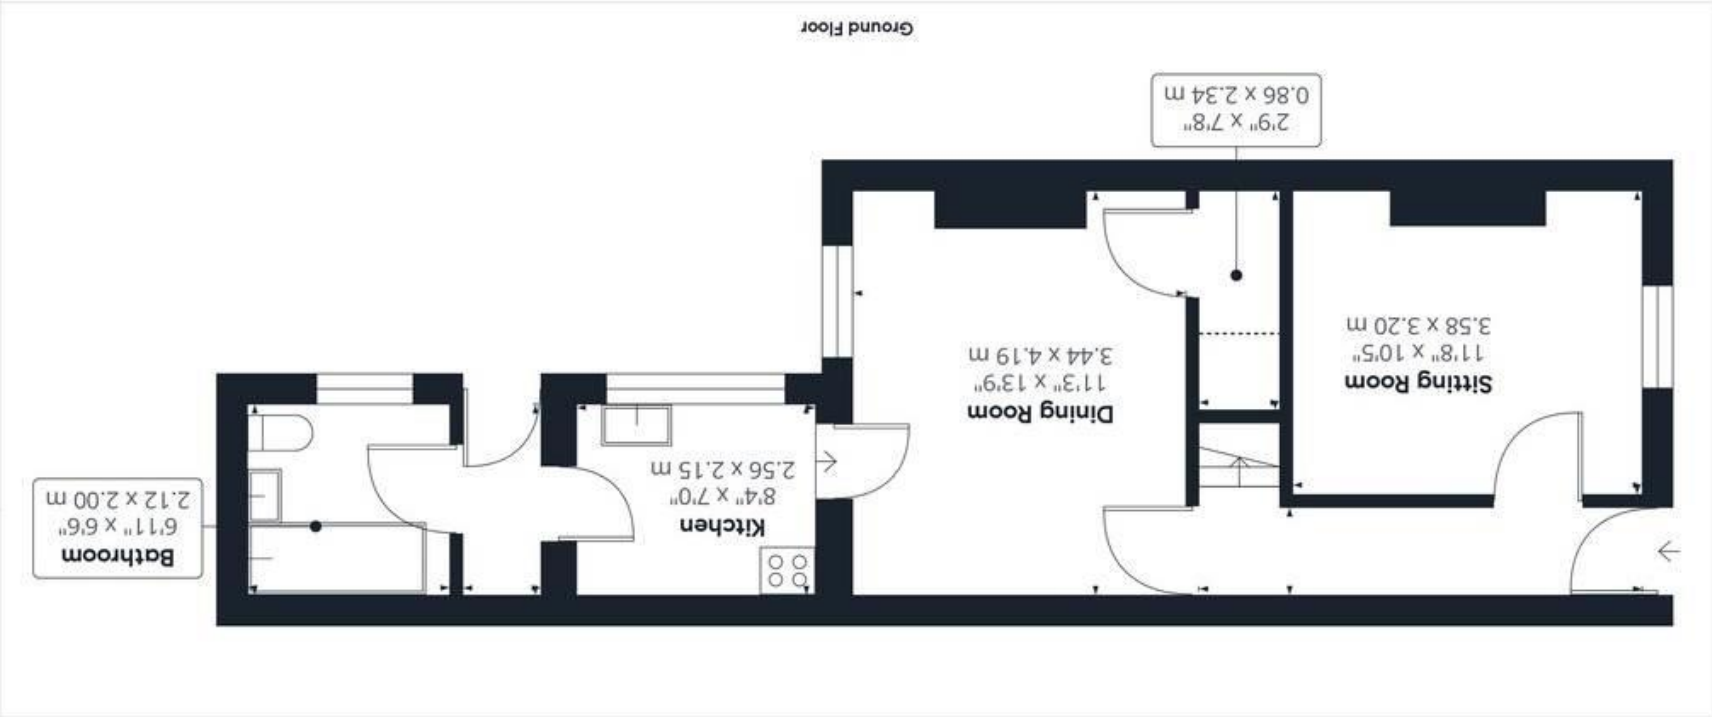 Sitting Room
11'8" x 10'5"
3.58 x 3.20 m
Dining Room
11'3" x 13'9"
3.44 x 4.19 m
Kitchen
8'4" x 7'0"
2.56 x 2.15 m
Bathroom
6'11" x 6'6"
2.12 x 2.00 m
2'9" x 7'8"
0.86 x 2.34 m
Ground Floor